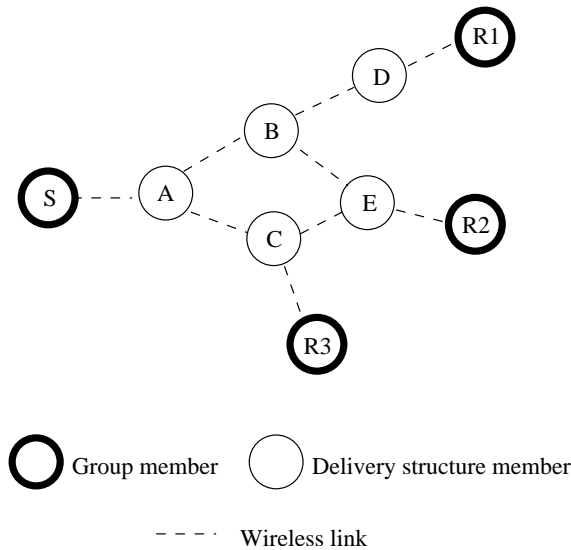 R1
D
B
A
S
E
R2
C
R3
Group member
Delivery structure member
Wireless link